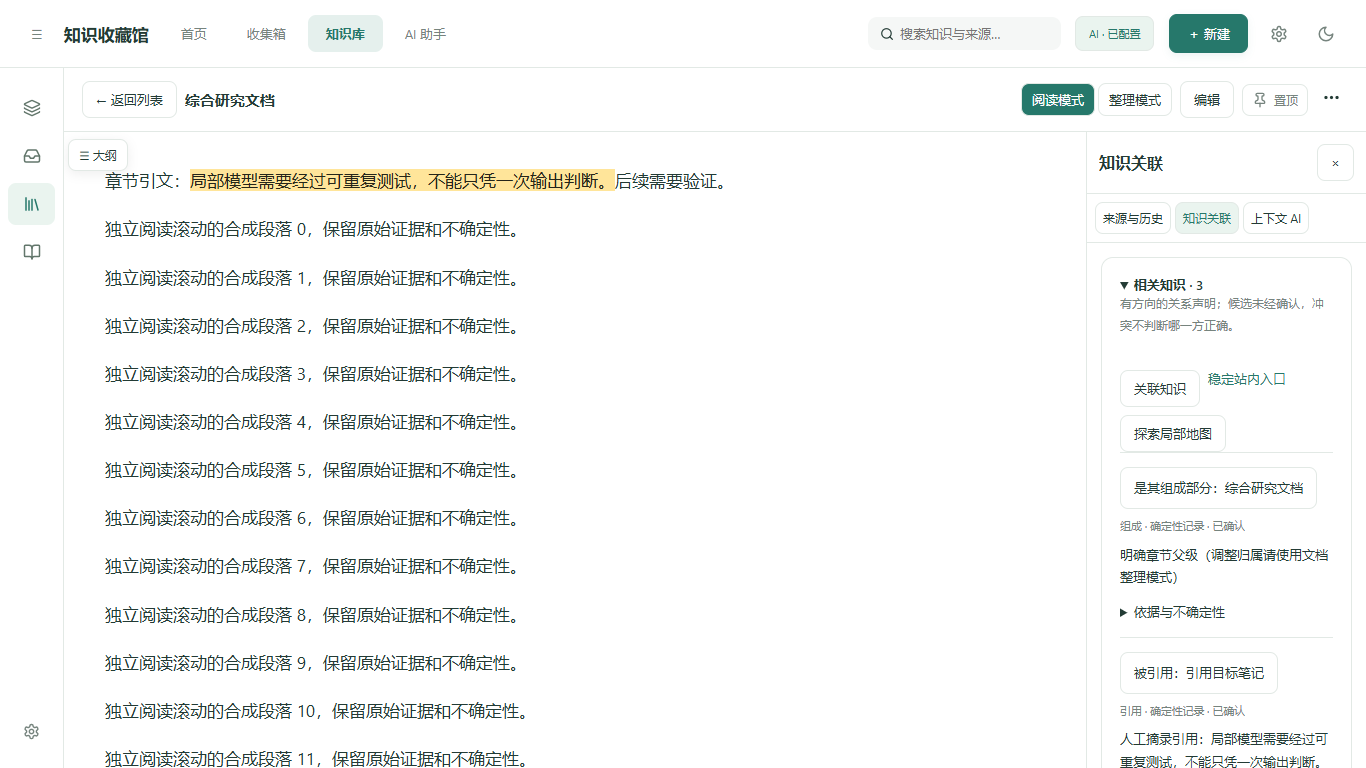 知识收藏馆
首页
收集箱
知识库
AI 助手
搜索知识与来源...
AI · 已配置
+ 新建
← 返回列表
综合研究文档
阅读模式
整理模式
编辑
置顶
大纲
章节引文：局部模型需要经过可重复测试，不能只凭一次输出判断。后续需要验证。
独立阅读滚动的合成段落 0，保留原始证据和不确定性。
独立阅读滚动的合成段落 1，保留原始证据和不确定性。
独立阅读滚动的合成段落 2，保留原始证据和不确定性。
独立阅读滚动的合成段落 3，保留原始证据和不确定性。
独立阅读滚动的合成段落 4，保留原始证据和不确定性。
独立阅读滚动的合成段落 5，保留原始证据和不确定性。
独立阅读滚动的合成段落 6，保留原始证据和不确定性。
独立阅读滚动的合成段落 7，保留原始证据和不确定性。
独立阅读滚动的合成段落 8，保留原始证据和不确定性。
独立阅读滚动的合成段落 9，保留原始证据和不确定性。
独立阅读滚动的合成段落 10，保留原始证据和不确定性。
独立阅读滚动的合成段落 11，保留原始证据和不确定性。
知识关联
×
来源与历史
知识关联
上下文 AI
▼ 相关知识 · 3
有方向的关系声明；候选未经确认，冲
突不判断哪一方正确。
关联知识
稳定站内入口
探索局部地图
是其组成部分：综合研究文档
组成 · 确定性记录 · 已确认
明确章节父级（调整归属请使用文档
整理模式）
▶ 依据与不确定性
被引用：引用目标笔记
引用 · 确定性记录 · 已确认
人工摘录引用：局部模型需要经过可
重复测试，不能只凭一次输出判断。